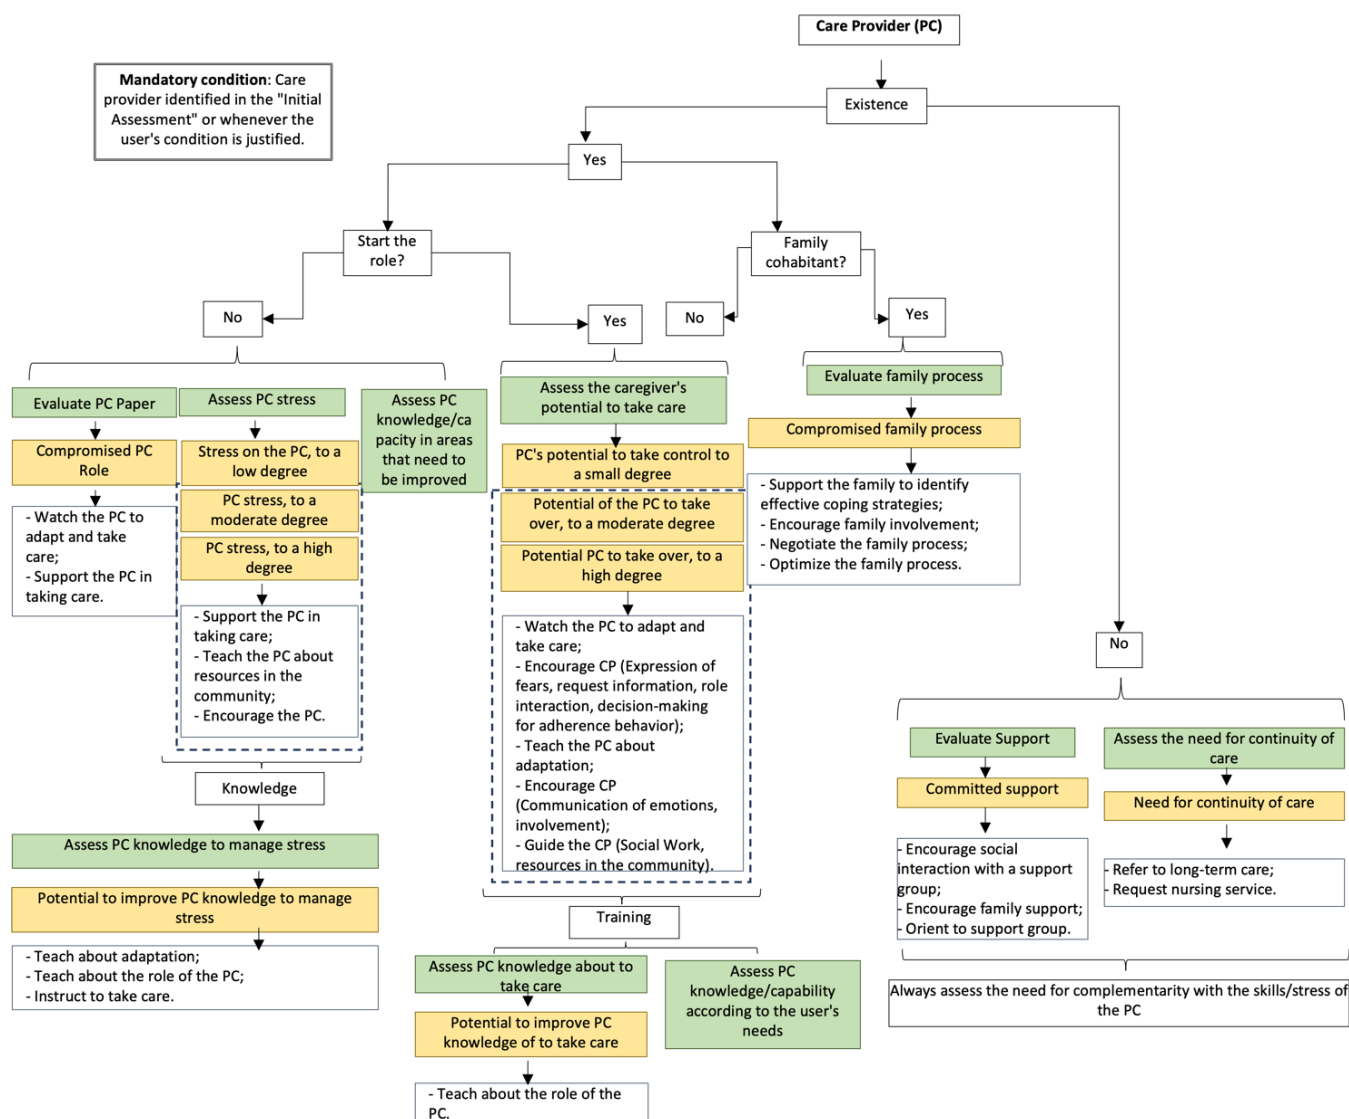 Care Provider (PC)
Mandatory condition: Care
provider identified in the "Initial
Assessment" or whenever the
user's condition is justified.
Existence
Yes
Start the
role?
Family
cohabitant?
No
Yes
No
Yes
Evaluate PC Paper
Compromised PC
Role
- Watch the PC to
adapt and take
care;
- Support the PC in
taking care.
Assess PC stress
Stress on the PC, to a
low degree
PC stress, to a
moderate degree
PC stress, to a high
degree
- Support the PC in
taking care;
- Teach the PC about
resources in the
community;
- Encourage the PC.
Assess PC
knowledge/ca
pacity in areas
that need to
be improved
Knowledge
Assess PC knowledge to manage stress
Potential to improve PC knowledge to manage
stress
- Teach about adaptation;
- Teach about the role of the PC;
- Instruct to take care.
Assess the caregiver's
potential to take care
PC's potential to take control to
a small degree
Potential of the PC to take
over, to a moderate degree
Potential PC to take over, to a
high degree
- Watch the PC to adapt and
take care;
- Encourage CP (Expression of
fears, request information, role
interaction, decision-making
for adherence behavior);
- Teach the PC about
adaptation;
- Encourage CP
(Communication of emotions,
involvement);
- Guide the CP (Social Work,
resources in the community).
Training
Assess PC knowledge about to
take care
Potential to improve PC
knowledge of to take care
- Teach about the role of the
PC.
Assess PC
knowledge/capability
according to the user's
needs
Evaluate family process
Compromised family process
- Support the family to identify
effective coping strategies;
- Encourage family involvement;
- Negotiate the family process;
- Optimize the family process.
No
Evaluate Support
Committed support
- Encourage social
interaction with a support
group;
- Encourage family support;
- Orient to support group.
Assess the need for continuity of
care
Need for continuity of care
- Refer to long-term care;
- Request nursing service.
Always assess the need for complementarity with the skills/stress of
the PC